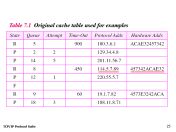 Table 7.1 Original cache table used for examples
State Queue Attempt Time-Out Protocol Addr. Hardware Addr.
R 5 900 180.3.6.1 ACAE32457342
P 2 2 129.34.4.8
P 14 5 201.11.56.7
R 8 450 114.5.7.89 457342ACAE32
P 12 1 220.55.5.7
F
R 9 60 19.1.7.82 4573E3242ACA
P 18 3 188.11.8.71
TCP/IP Protocol Suite 25